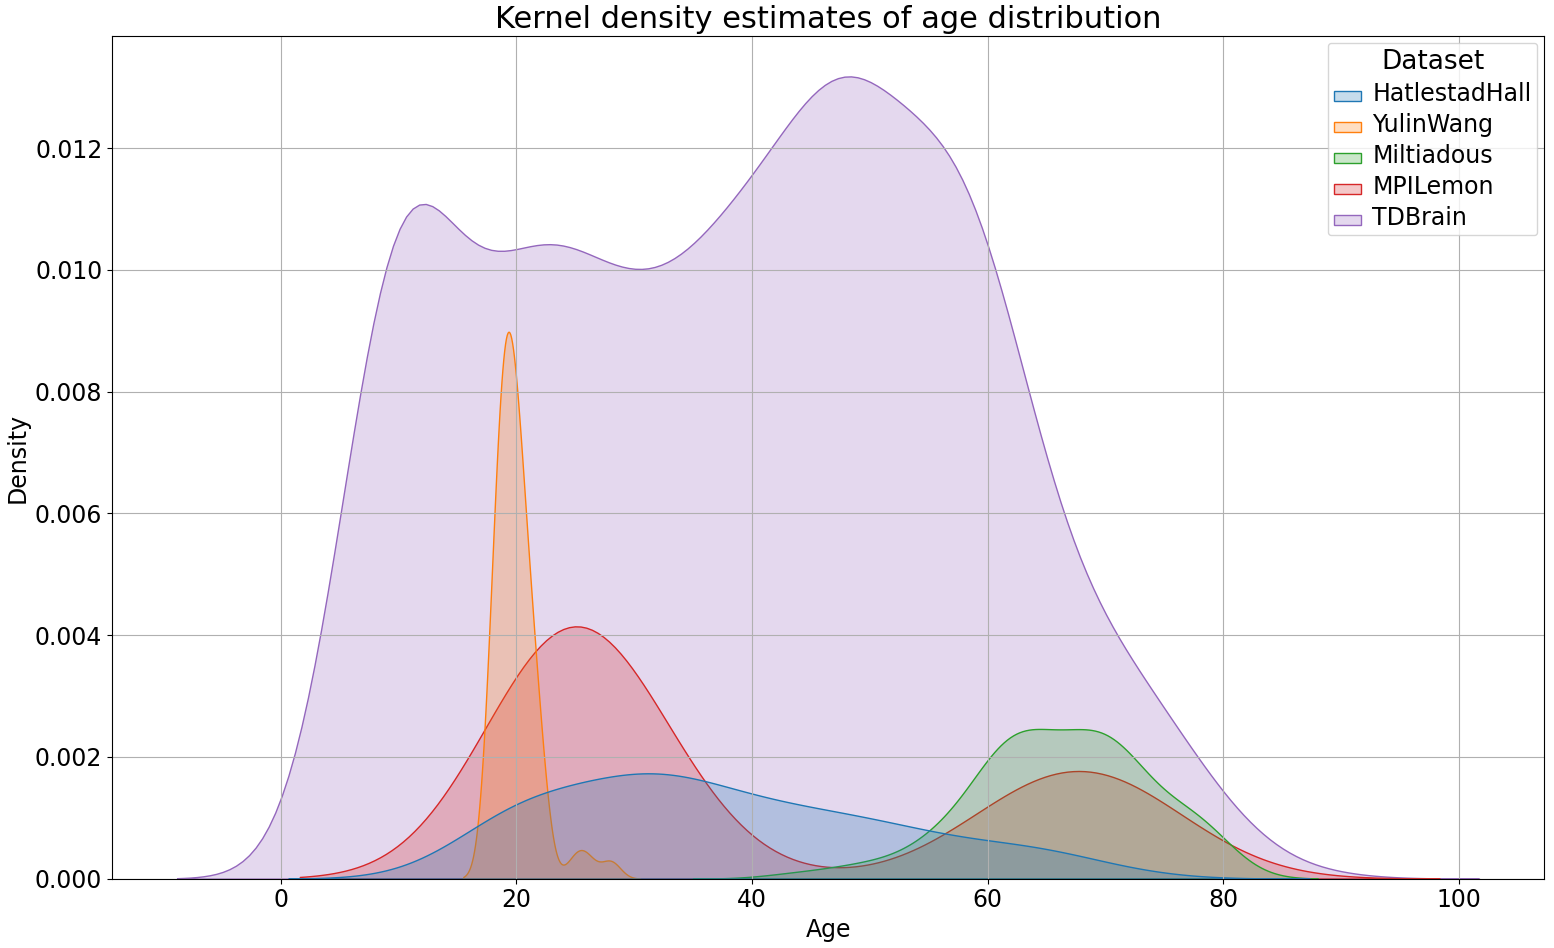 Kernel density estimates of age distribution
Dataset
HatlestadHall
YulinWang
Miltiadous
MPILemon
TDBrain
0.012
0.010
0.008
0.006
0.004
0.002
0.000
Density
0 20 40 60 80 100
Age